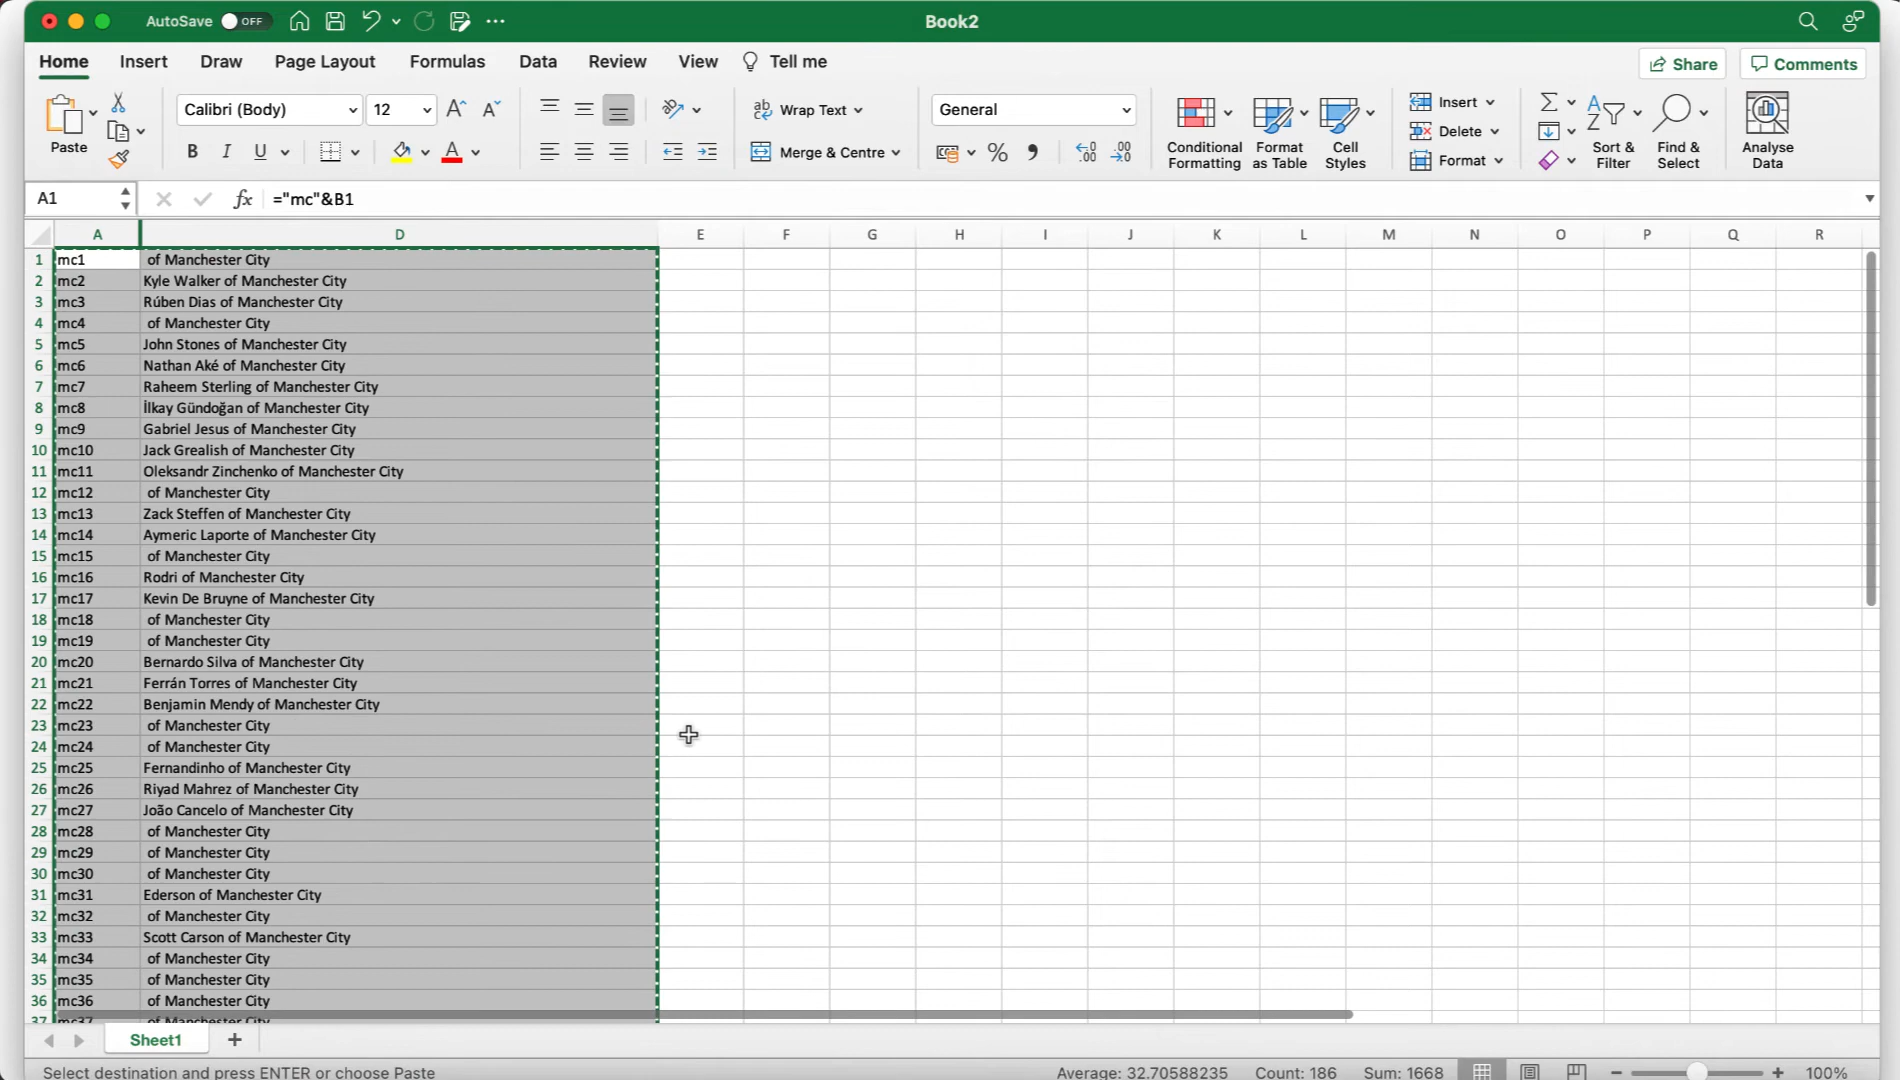 AutoSave OFF Book2
Home Insert Draw Page Layout Formulas Data Review View Tell me Share Comments
Calibri (Body) 12 ab Wrap Text General Insert
Paste B I U Merge & Centre % Conditional Formatting Format as Table Cell Styles Delete Format Sort & Filter Find & Select Analyse Data
A1 fx ="mc"&B1
A D E F G H I J K L M N O P Q R
1 mc1 of Manchester City
2 mc2 Kyle Walker of Manchester City
3 mc3 Rúben Dias of Manchester City
4 mc4 of Manchester City
5 mc5 John Stones of Manchester City
6 mc6 Nathan Aké of Manchester City
7 mc7 Raheem Sterling of Manchester City
8 mc8 İlkay Gündoğan of Manchester City
9 mc9 Gabriel Jesus of Manchester City
10 mc10 Jack Grealish of Manchester City
11 mc11 Oleksandr Zinchenko of Manchester City
12 mc12 of Manchester City
13 mc13 Zack Steffen of Manchester City
14 mc14 Aymeric Laporte of Manchester City
15 mc15 of Manchester City
16 mc16 Rodri of Manchester City
17 mc17 Kevin De Bruyne of Manchester City
18 mc18 of Manchester City
19 mc19 of Manchester City
20 mc20 Bernardo Silva of Manchester City
21 mc21 Ferrán Torres of Manchester City
22 mc22 Benjamin Mendy of Manchester City
23 mc23 of Manchester City
24 mc24 of Manchester City
25 mc25 Fernandinho of Manchester City
26 mc26 Riyad Mahrez of Manchester City
27 mc27 João Cancelo of Manchester City
28 mc28 of Manchester City
29 mc29 of Manchester City
30 mc30 of Manchester City
31 mc31 Ederson of Manchester City
32 mc32 of Manchester City
33 mc33 Scott Carson of Manchester City
34 mc34 of Manchester City
35 mc35 of Manchester City
36 mc36 of Manchester City
37 mc37 of Manchester City
Sheet1
Select destination and press ENTER or choose Paste Average: 32.70588235 Count: 186 Sum: 1668 100%